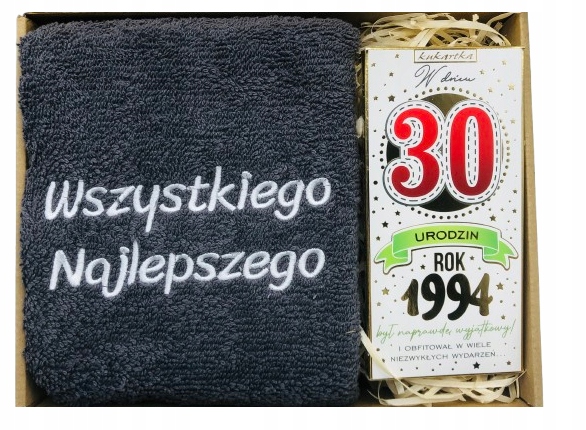 Wszystkiego
Najlepszego
kukartka
W dniu
30
URODZIN
ROK
1994
był naprawdę wyjątkowy!
I OBFITOWAŁ W WIELE
NIEZWYKŁYCH WYDARZEŃ...